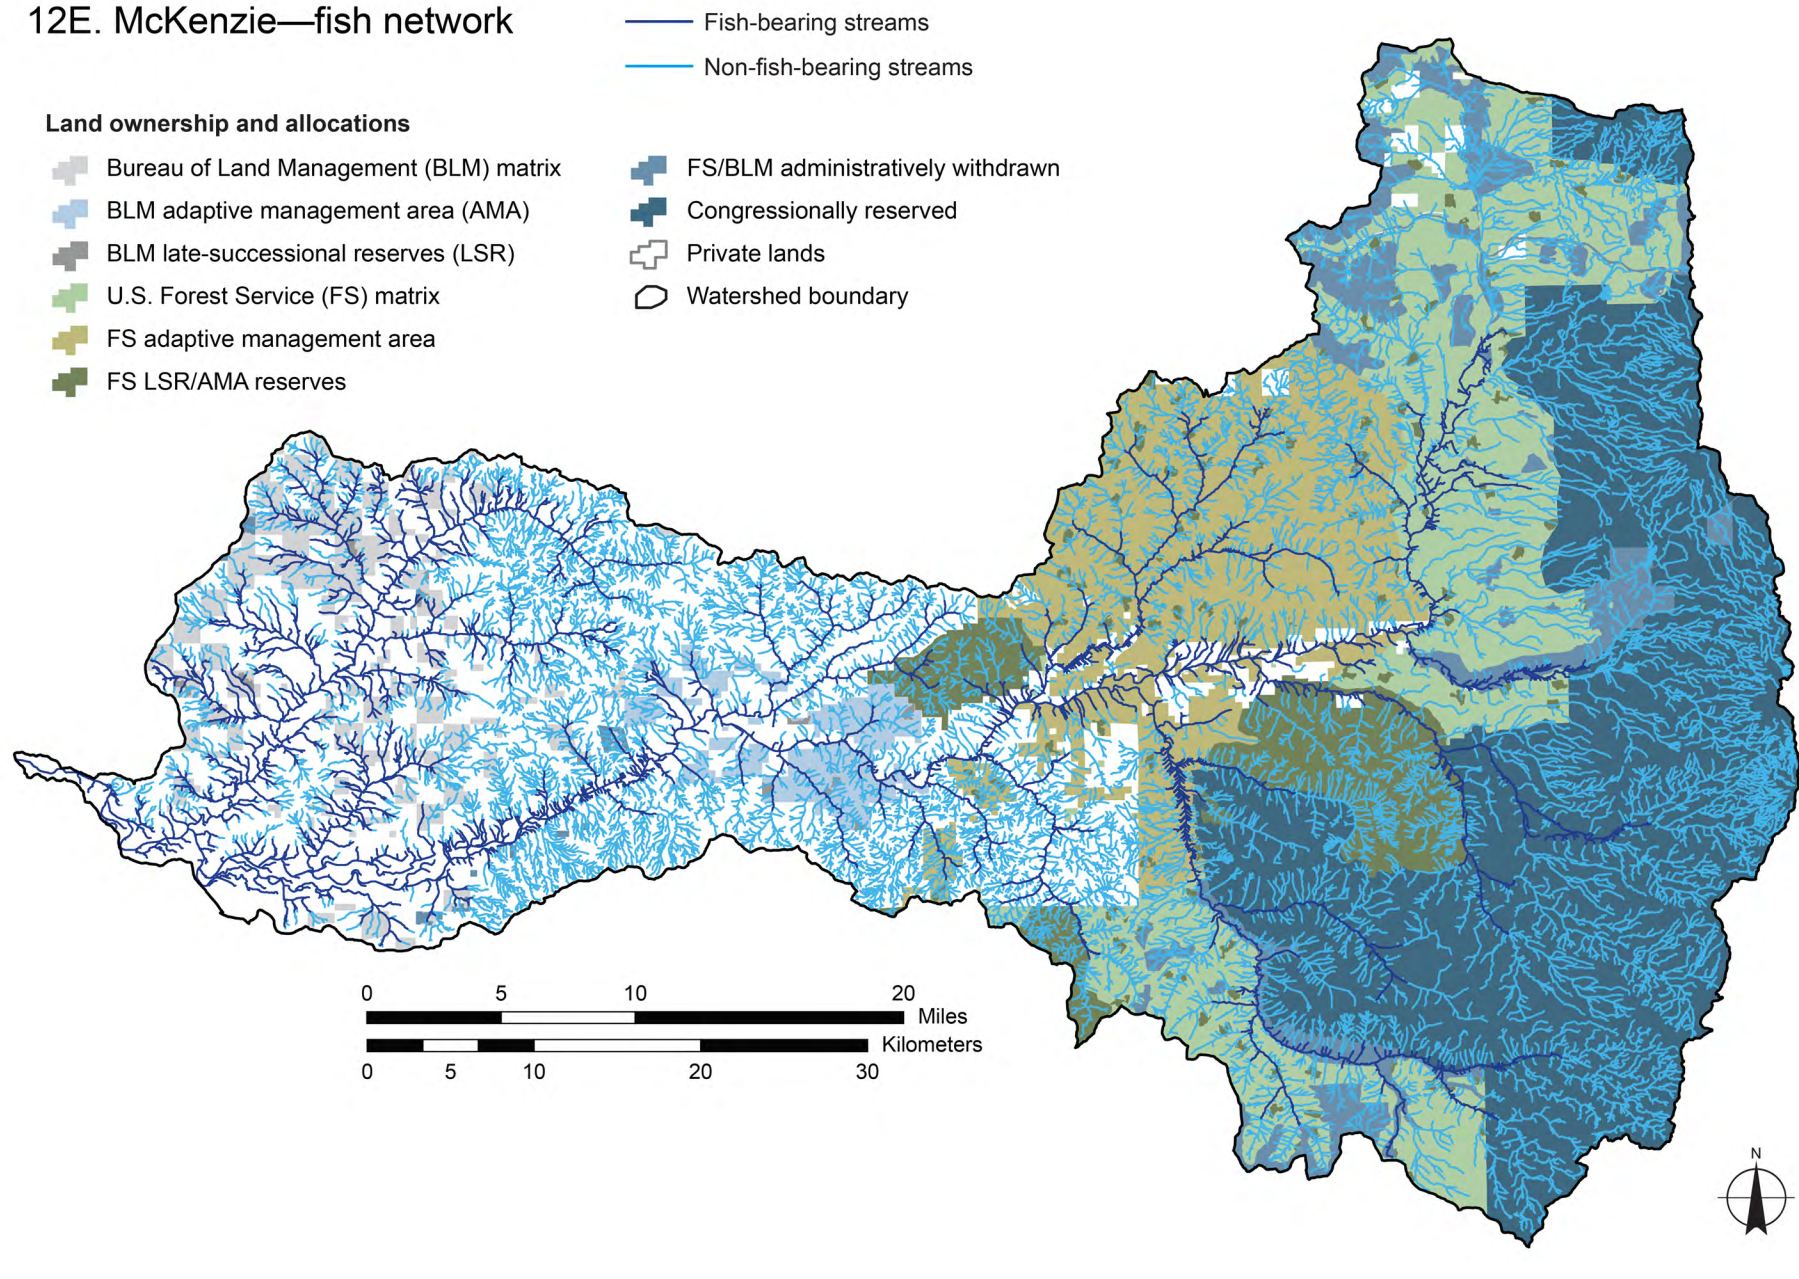 12E. McKenzie—fish network
Fish-bearing streams
Non-fish-bearing streams
Land ownership and allocations
Bureau of Land Management (BLM) matrix
BLM adaptive management area (AMA)
BLM late-successional reserves (LSR)
U.S. Forest Service (FS) matrix
FS adaptive management area
FS LSR/AMA reserves
FS/BLM administratively withdrawn
Congressionally reserved
Private lands
Watershed boundary
0 5 10 20
Miles
Kilometers
0 5 10 20 30
N